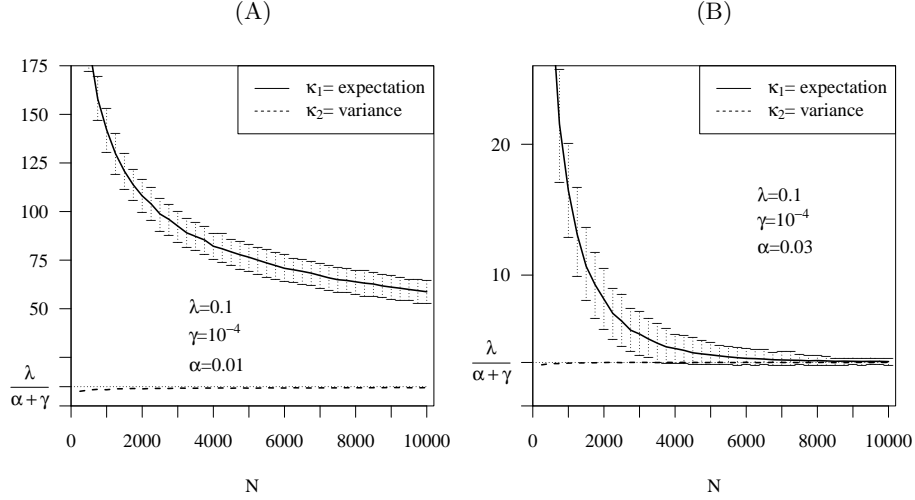 (A)
175
150
125
100
75
50
λ
α + γ
0
2000
4000
6000
8000
10000
N
κ1= expectation
κ2= variance
λ=0.1
γ=10−4
α=0.01
(B)
20
10
λ
α + γ
0
2000
4000
6000
8000
10000
N
κ1= expectation
κ2= variance
λ=0.1
γ=10−4
α=0.03